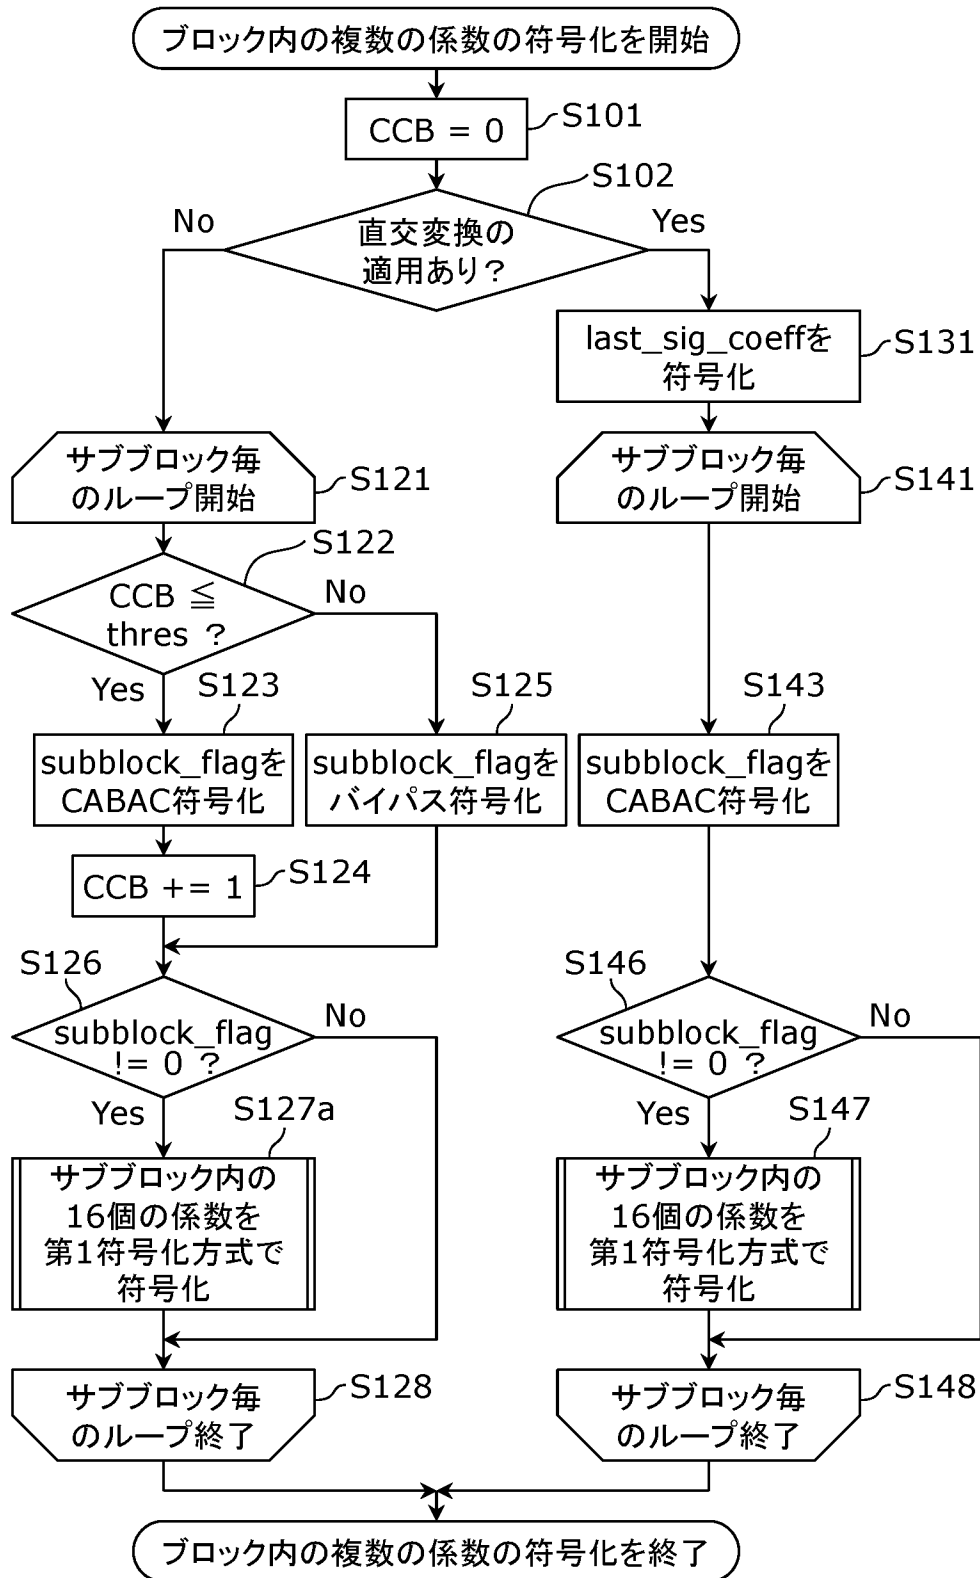 ブロック内の複数の係数の符号化を開始
CCB = 0
S101
S102
直交変換の
適用あり？
No
Yes
last_sig_coeffを
符号化
S131
サブブロック毎
のループ開始
S121
サブブロック毎
のループ開始
S141
S122
CCB ≦
thres ？
No
Yes
S123
subblock_flagを
CABAC符号化
S125
subblock_flagを
バイパス符号化
S143
subblock_flagを
CABAC符号化
CCB += 1
S124
S126
subblock_flag
!= 0 ？
No
Yes
S146
subblock_flag
!= 0 ？
No
Yes
S127a
サブブロック内の
16個の係数を
第1符号化方式で
符号化
S147
サブブロック内の
16個の係数を
第1符号化方式で
符号化
サブブロック毎
のループ終了
S128
サブブロック毎
のループ終了
S148
ブロック内の複数の係数の符号化を終了